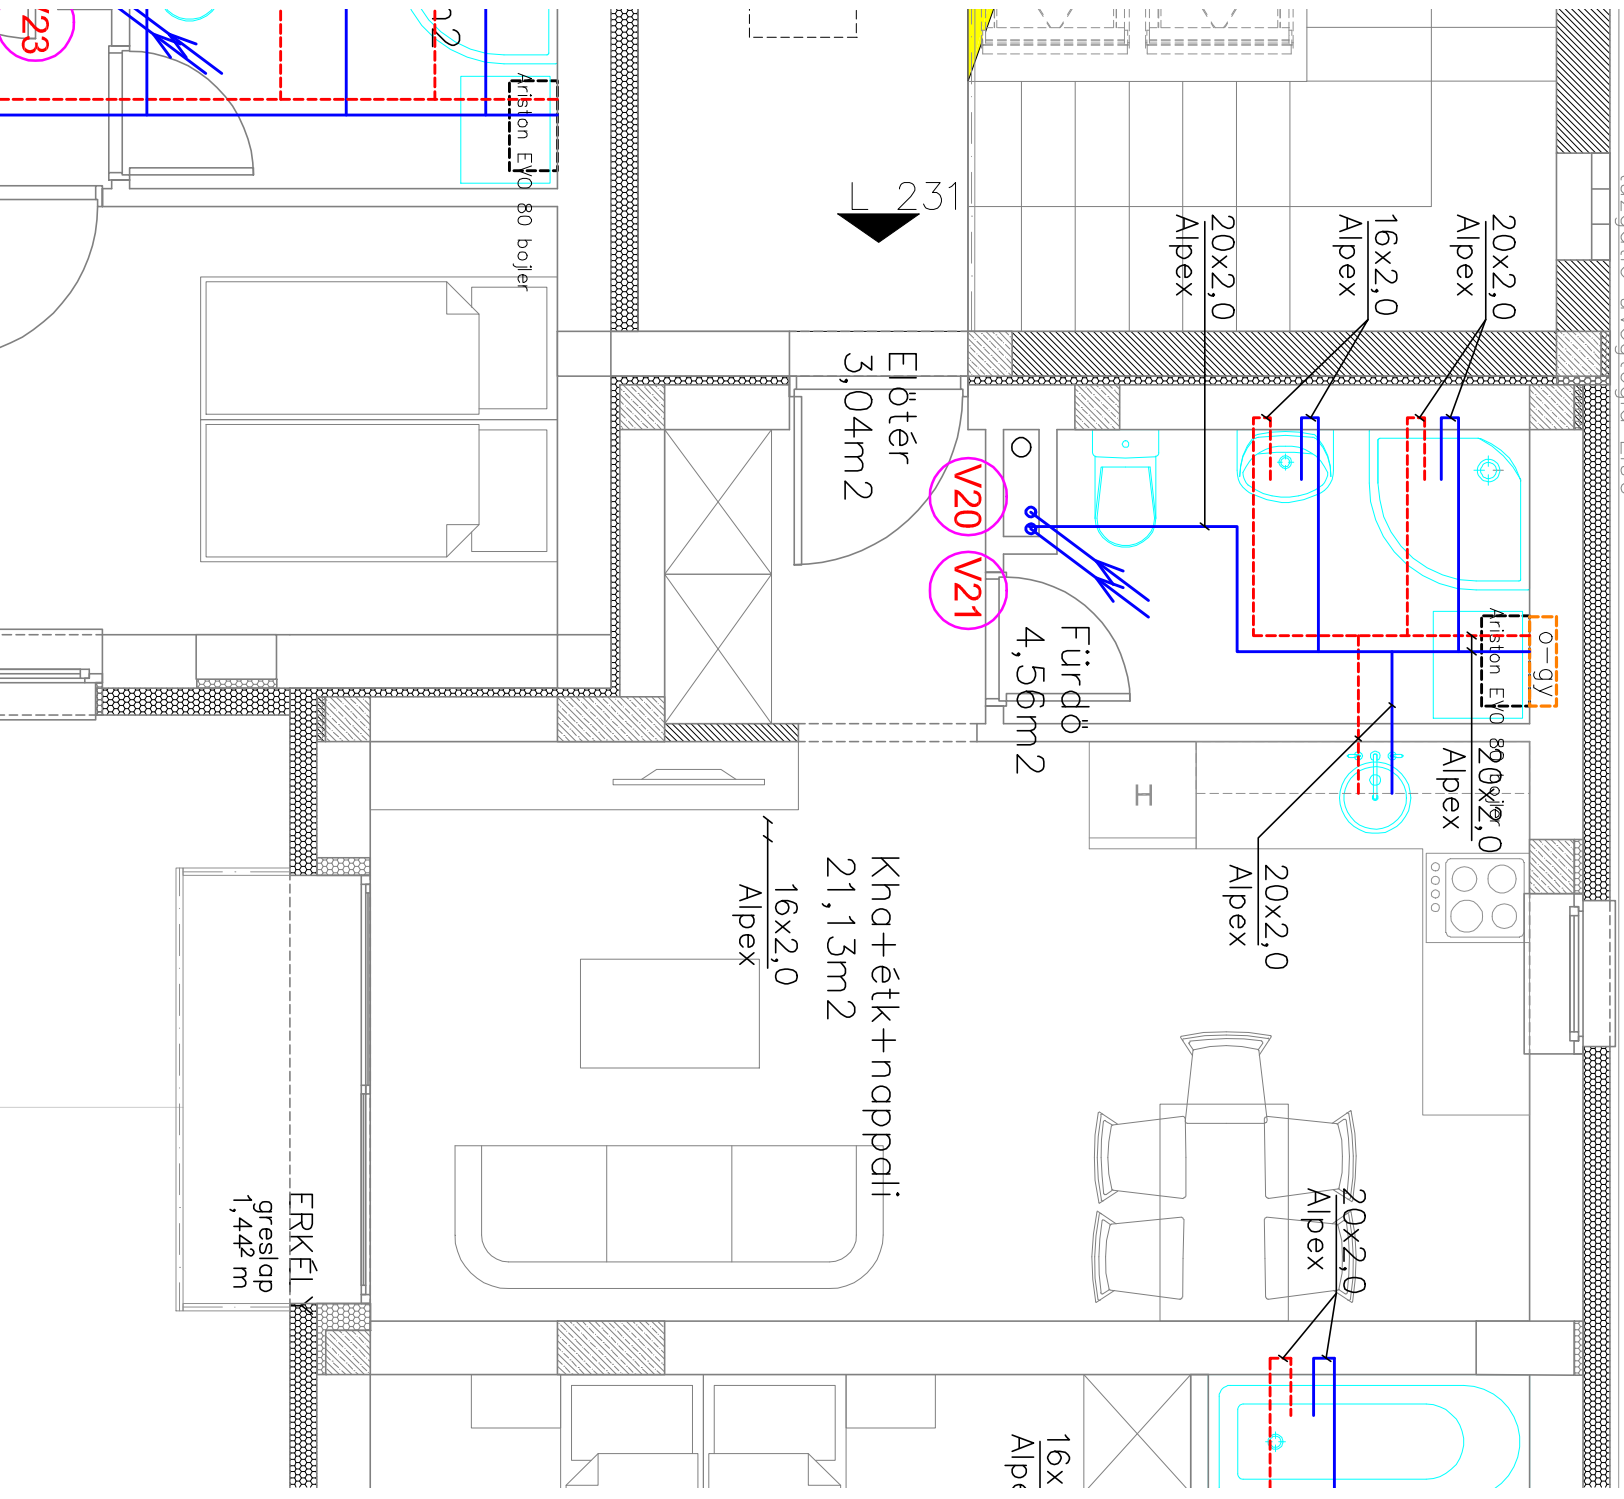 V23
Ariston EVO 80 bojler
L 231
20x2,0
Alpex
16x2,0
Alpex
20x2,0
Alpex
Előtér
3,04m2
V20
V21
Fürdő
4,56m2
Ariston EVO 80 bojler
ö-gy
20x2,0
Alpex
H
20x2,0
Alpex
16x2,0
Alpex
Kha+étk+nappali
21,13m2
ERKÉLY
greslap
1,44² m
20x2,0
Alpex